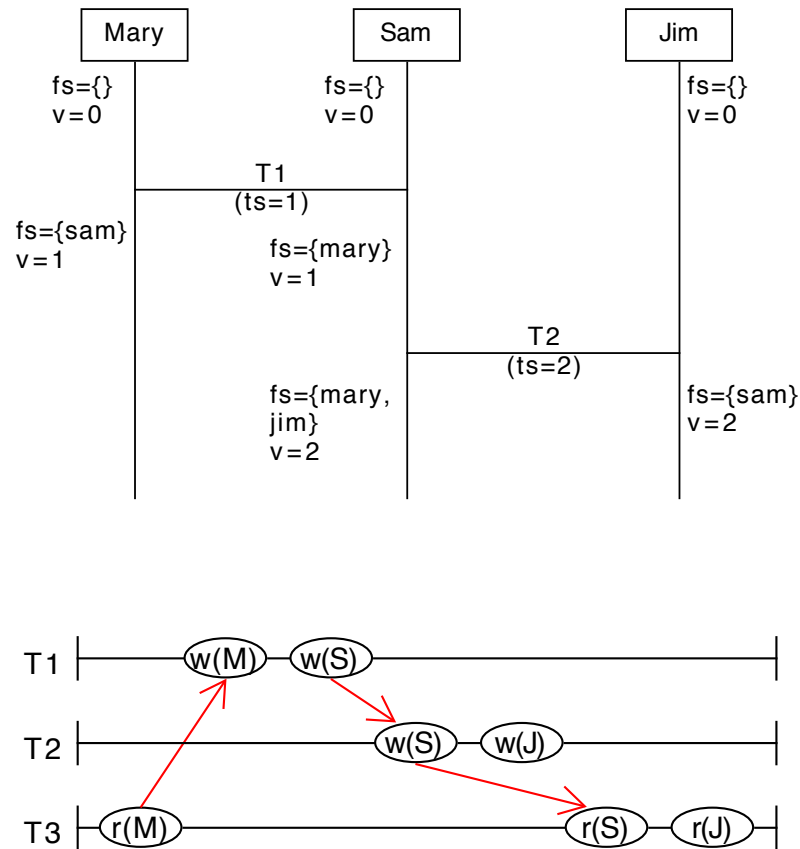 Mary Sam Jim
fs={} fs={} fs={}
v=0 v=0 v=0
T1
(ts=1)
fs={sam}
v=1
fs={mary}
v=1
T2
(ts=2)
fs={mary,
jim}
v=2
fs={sam}
v=2
T1 w(M) w(S)
T2 w(S) w(J)
T3 r(M) r(S) r(J)